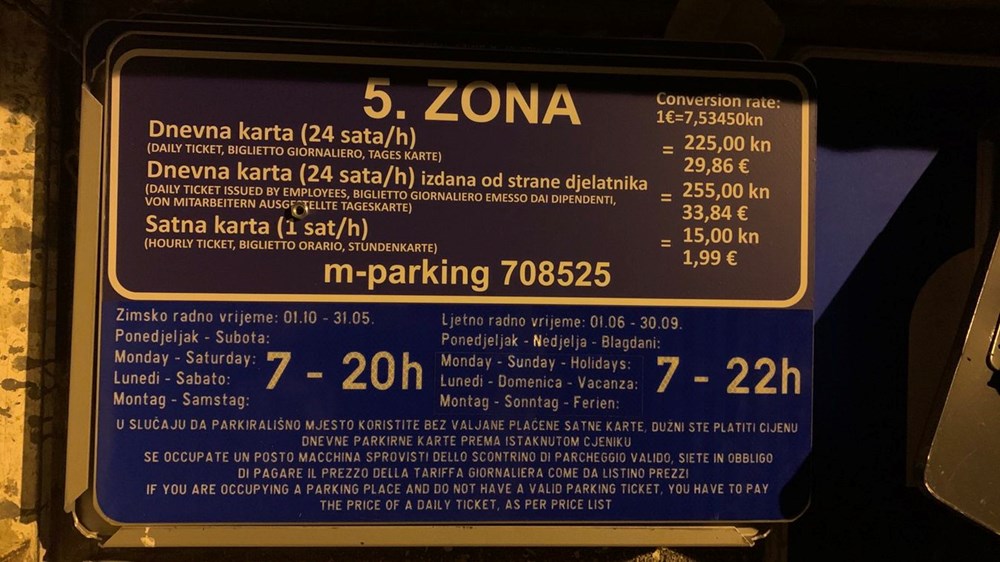 5. ZONA
Conversion rate:
1€=7,53450kn
Dnevna karta (24 sata/h)
(DAILY TICKET, BIGLIETTO GIORNALIERO, TAGES KARTE)
= 225,00 kn
29,86 €
Dnevna karta (24 sata/h) izdana od strane djelatnika
(DAILY TICKET ISSUED BY EMPLOYEES, BIGLIETTO GIORNALIERO EMESSO DAI DIPENDENTI,
VON MITARBEITERN AUSGESTELLTE TAGESKARTE)
= 255,00 kn
33,84 €
Satna karta (1 sat/h)
(HOURLY TICKET, BIGLIETTO ORARIO, STUNDENKARTE)
= 15,00 kn
1,99 €
m-parking 708525
Zimsko radno vrijeme: 01.10 - 31.05.
Ponedjeljak - Subota:
Monday - Saturday:
Lunedi - Sabato:
Montag - Samstag:
7 - 20h
Ljetno radno vrijeme: 01.06 - 30.09.
Ponedjeljak - Nedjelja - Blagdani:
Monday - Sunday - Holidays:
Lunedi - Domenica - Vacanza:
Montag - Sonntag - Ferien:
7 - 22h
U SLUČAJU DA PARKIRALIŠNO MJESTO KORISTITE BEZ VALJANE PLAĆENE SATNE KARTE, DUŽNI STE PLATITI CIJENU
DNEVNE PARKIRNE KARTE PREMA ISTAKNUTOM CJENIKU
SE OCCUPATE UN POSTO MACCHINA SPROVISTI DELLO SCONTRINO DI PARCHEGGIO VALIDO, SIETE IN OBBLIGO
DI PAGARE IL PREZZO DELLA TARIFFA GIORNALIERA COME DA LISTINO PREZZI
IF YOU ARE OCCUPYING A PARKING PLACE AND DO NOT HAVE A VALID PARKING TICKET, YOU HAVE TO PAY
THE PRICE OF A DAILY TICKET, AS PER PRICE LIST